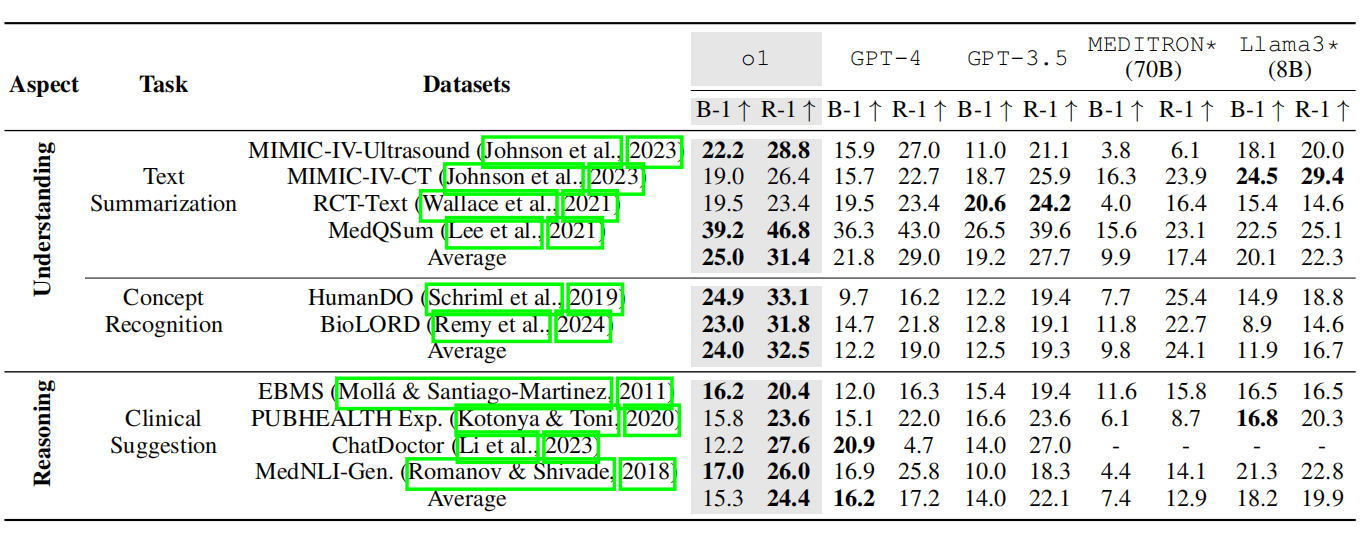 Aspect Task Datasets o1 GPT-4 GPT-3.5 MEDITRON* (70B) Llama3* (8B)
B-1 ↑ R-1 ↑ B-1 ↑ R-1 ↑ B-1 ↑ R-1 ↑ B-1 ↑ R-1 ↑ B-1 ↑ R-1 ↑
Understanding
Text Summarization
MIMIC-IV-Ultrasound (Johnson et al., 2023) 22.2 28.8 15.9 27.0 11.0 21.1 3.8 6.1 18.1 20.0
MIMIC-IV-CT (Johnson et al., 2023) 19.0 26.4 15.7 22.7 18.7 25.9 16.3 23.9 24.5 29.4
RCT-Text (Wallace et al., 2021) 19.5 23.4 19.5 23.4 20.6 24.2 4.0 16.4 15.4 14.6
MedQSum (Lee et al., 2021) 39.2 46.8 36.3 43.0 26.5 39.6 15.6 23.1 22.5 25.1
Average 25.0 31.4 21.8 29.0 19.2 27.7 9.9 17.4 20.1 22.3
Concept Recognition
HumanDO (Schriml et al., 2019) 24.9 33.1 9.7 16.2 12.2 19.4 7.7 25.4 14.9 18.8
BioLORD (Remy et al., 2024) 23.0 31.8 14.7 21.8 12.8 19.1 11.8 22.7 8.9 14.6
Average 24.0 32.5 12.2 19.0 12.5 19.3 9.8 24.1 11.9 16.7
Reasoning
Clinical Suggestion
EBMS (Mollá & Santiago-Martinez, 2011) 16.2 20.4 12.0 16.3 15.4 19.4 11.6 15.8 16.5 16.5
PUBHEALTH Exp. (Kotonya & Toni, 2020) 15.8 23.6 15.1 22.0 16.6 23.6 6.1 8.7 16.8 20.3
ChatDoctor (Li et al., 2023) 12.2 27.6 20.9 4.7 14.0 27.0 - - - -
MedNLI-Gen. (Romanov & Shivade, 2018) 17.0 26.0 16.9 25.8 10.0 18.3 4.4 14.1 21.3 22.8
Average 15.3 24.4 16.2 17.2 14.0 22.1 7.4 12.9 18.2 19.9